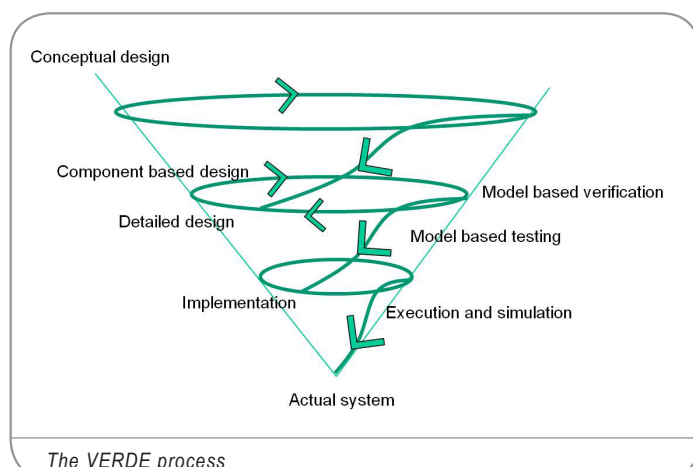 Conceptual design
Component based design
Model based verification
Detailed design
Model based testing
Implementation
Execution and simulation
Actual system
The VERDE process